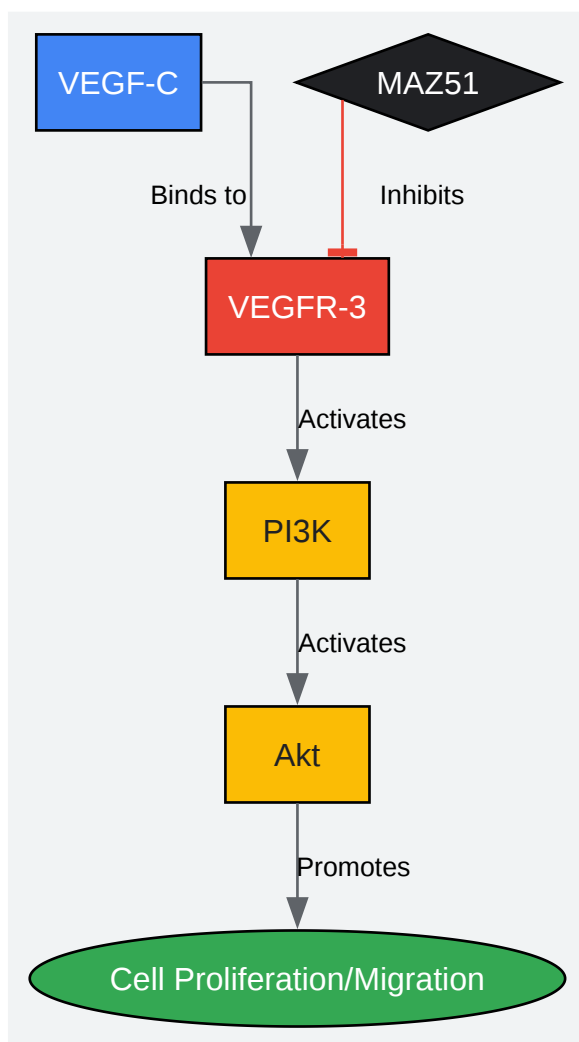 VEGF-C
MAZ51
Binds to
Inhibits
VEGFR-3
Activates
PI3K
Activates
Akt
Promotes
Cell Proliferation/Migration